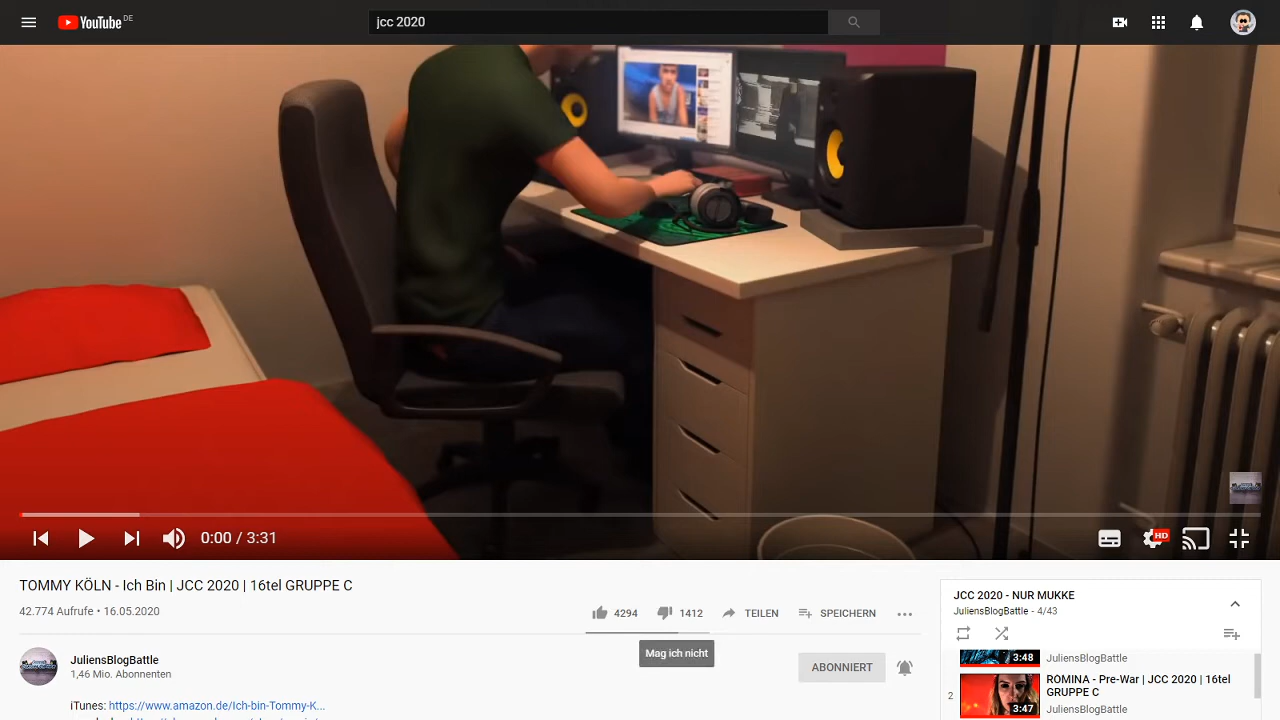 YouTube DE
jcc 2020
0:00 / 3:31
HD
TOMMY KÖLN - Ich Bin | JCC 2020 | 16tel GRUPPE C
42.774 Aufrufe • 16.05.2020
4294
1412
TEILEN
SPEICHERN
Mag ich nicht
JuliensBlogBattle
1,46 Mio. Abonnenten
ABONNIERT
iTunes: https://www.amazon.de/Ich-bin-Tommy-K...
JCC 2020 - NUR MUKKE
JuliensBlogBattle - 4/43
3:48
JuliensBlogBattle
2
ROMINA - Pre-War | JCC 2020 | 16tel
GRUPPE C
3:47
JuliensBlogBattle